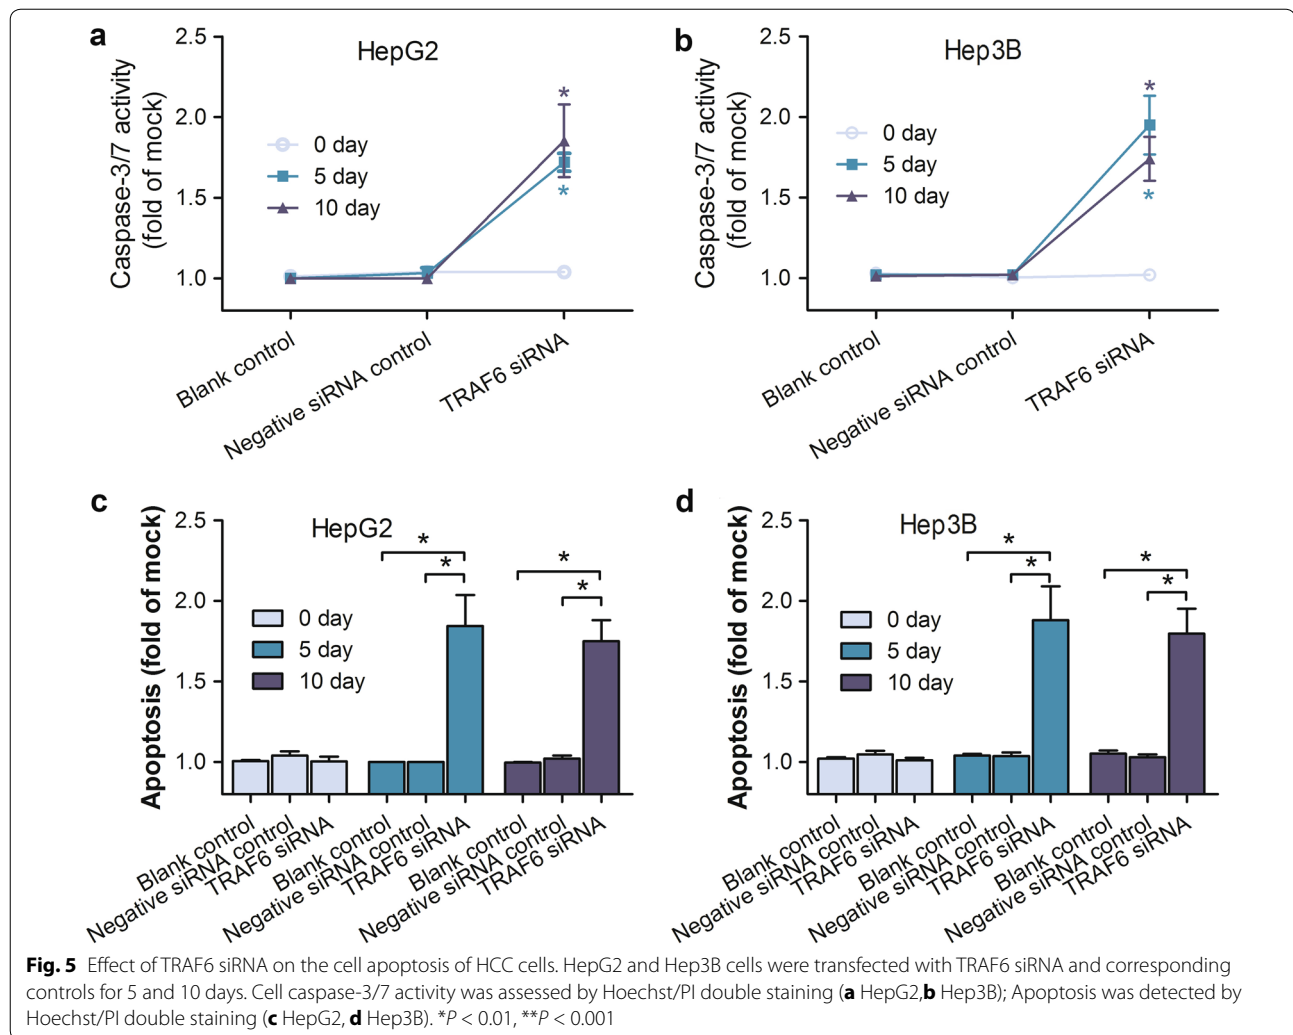 a
HepG2
Caspase-3/7 activity
(fold of mock)
2.5
2.0
1.5
1.0
0 day
5 day
10 day
*
*
Blank control
Negative siRNA control
TRAF6 siRNA
b
Hep3B
Caspase-3/7 activity
(fold of mock)
2.5
2.0
1.5
1.0
0 day
5 day
10 day
*
*
Blank control
Negative siRNA control
TRAF6 siRNA
c
HepG2
Apoptosis (fold of mock)
2.5
2.0
1.5
1.0
0 day
5 day
10 day
*
*
*
*
Blank control
Negative siRNA control
TRAF6 siRNA
Blank control
Negative siRNA control
TRAF6 siRNA
Blank control
Negative siRNA control
TRAF6 siRNA
d
Hep3B
Apoptosis (fold of mock)
2.5
2.0
1.5
1.0
0 day
5 day
10 day
*
*
*
*
Blank control
Negative siRNA control
TRAF6 siRNA
Blank control
Negative siRNA control
TRAF6 siRNA
Blank control
Negative siRNA control
TRAF6 siRNA
Fig. 5 Effect of TRAF6 siRNA on the cell apoptosis of HCC cells. HepG2 and Hep3B cells were transfected with TRAF6 siRNA and corresponding
controls for 5 and 10 days. Cell caspase-3/7 activity was assessed by Hoechst/PI double staining (a HepG2,b Hep3B); Apoptosis was detected by
Hoechst/PI double staining (c HepG2, d Hep3B). *P < 0.01, **P < 0.001